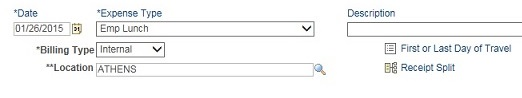 *Date *Expense Type Description
01/26/2015 31 Emp Lunch
*Billing Type Internal First or Last Day of Travel
**Location ATHENS Receipt Split